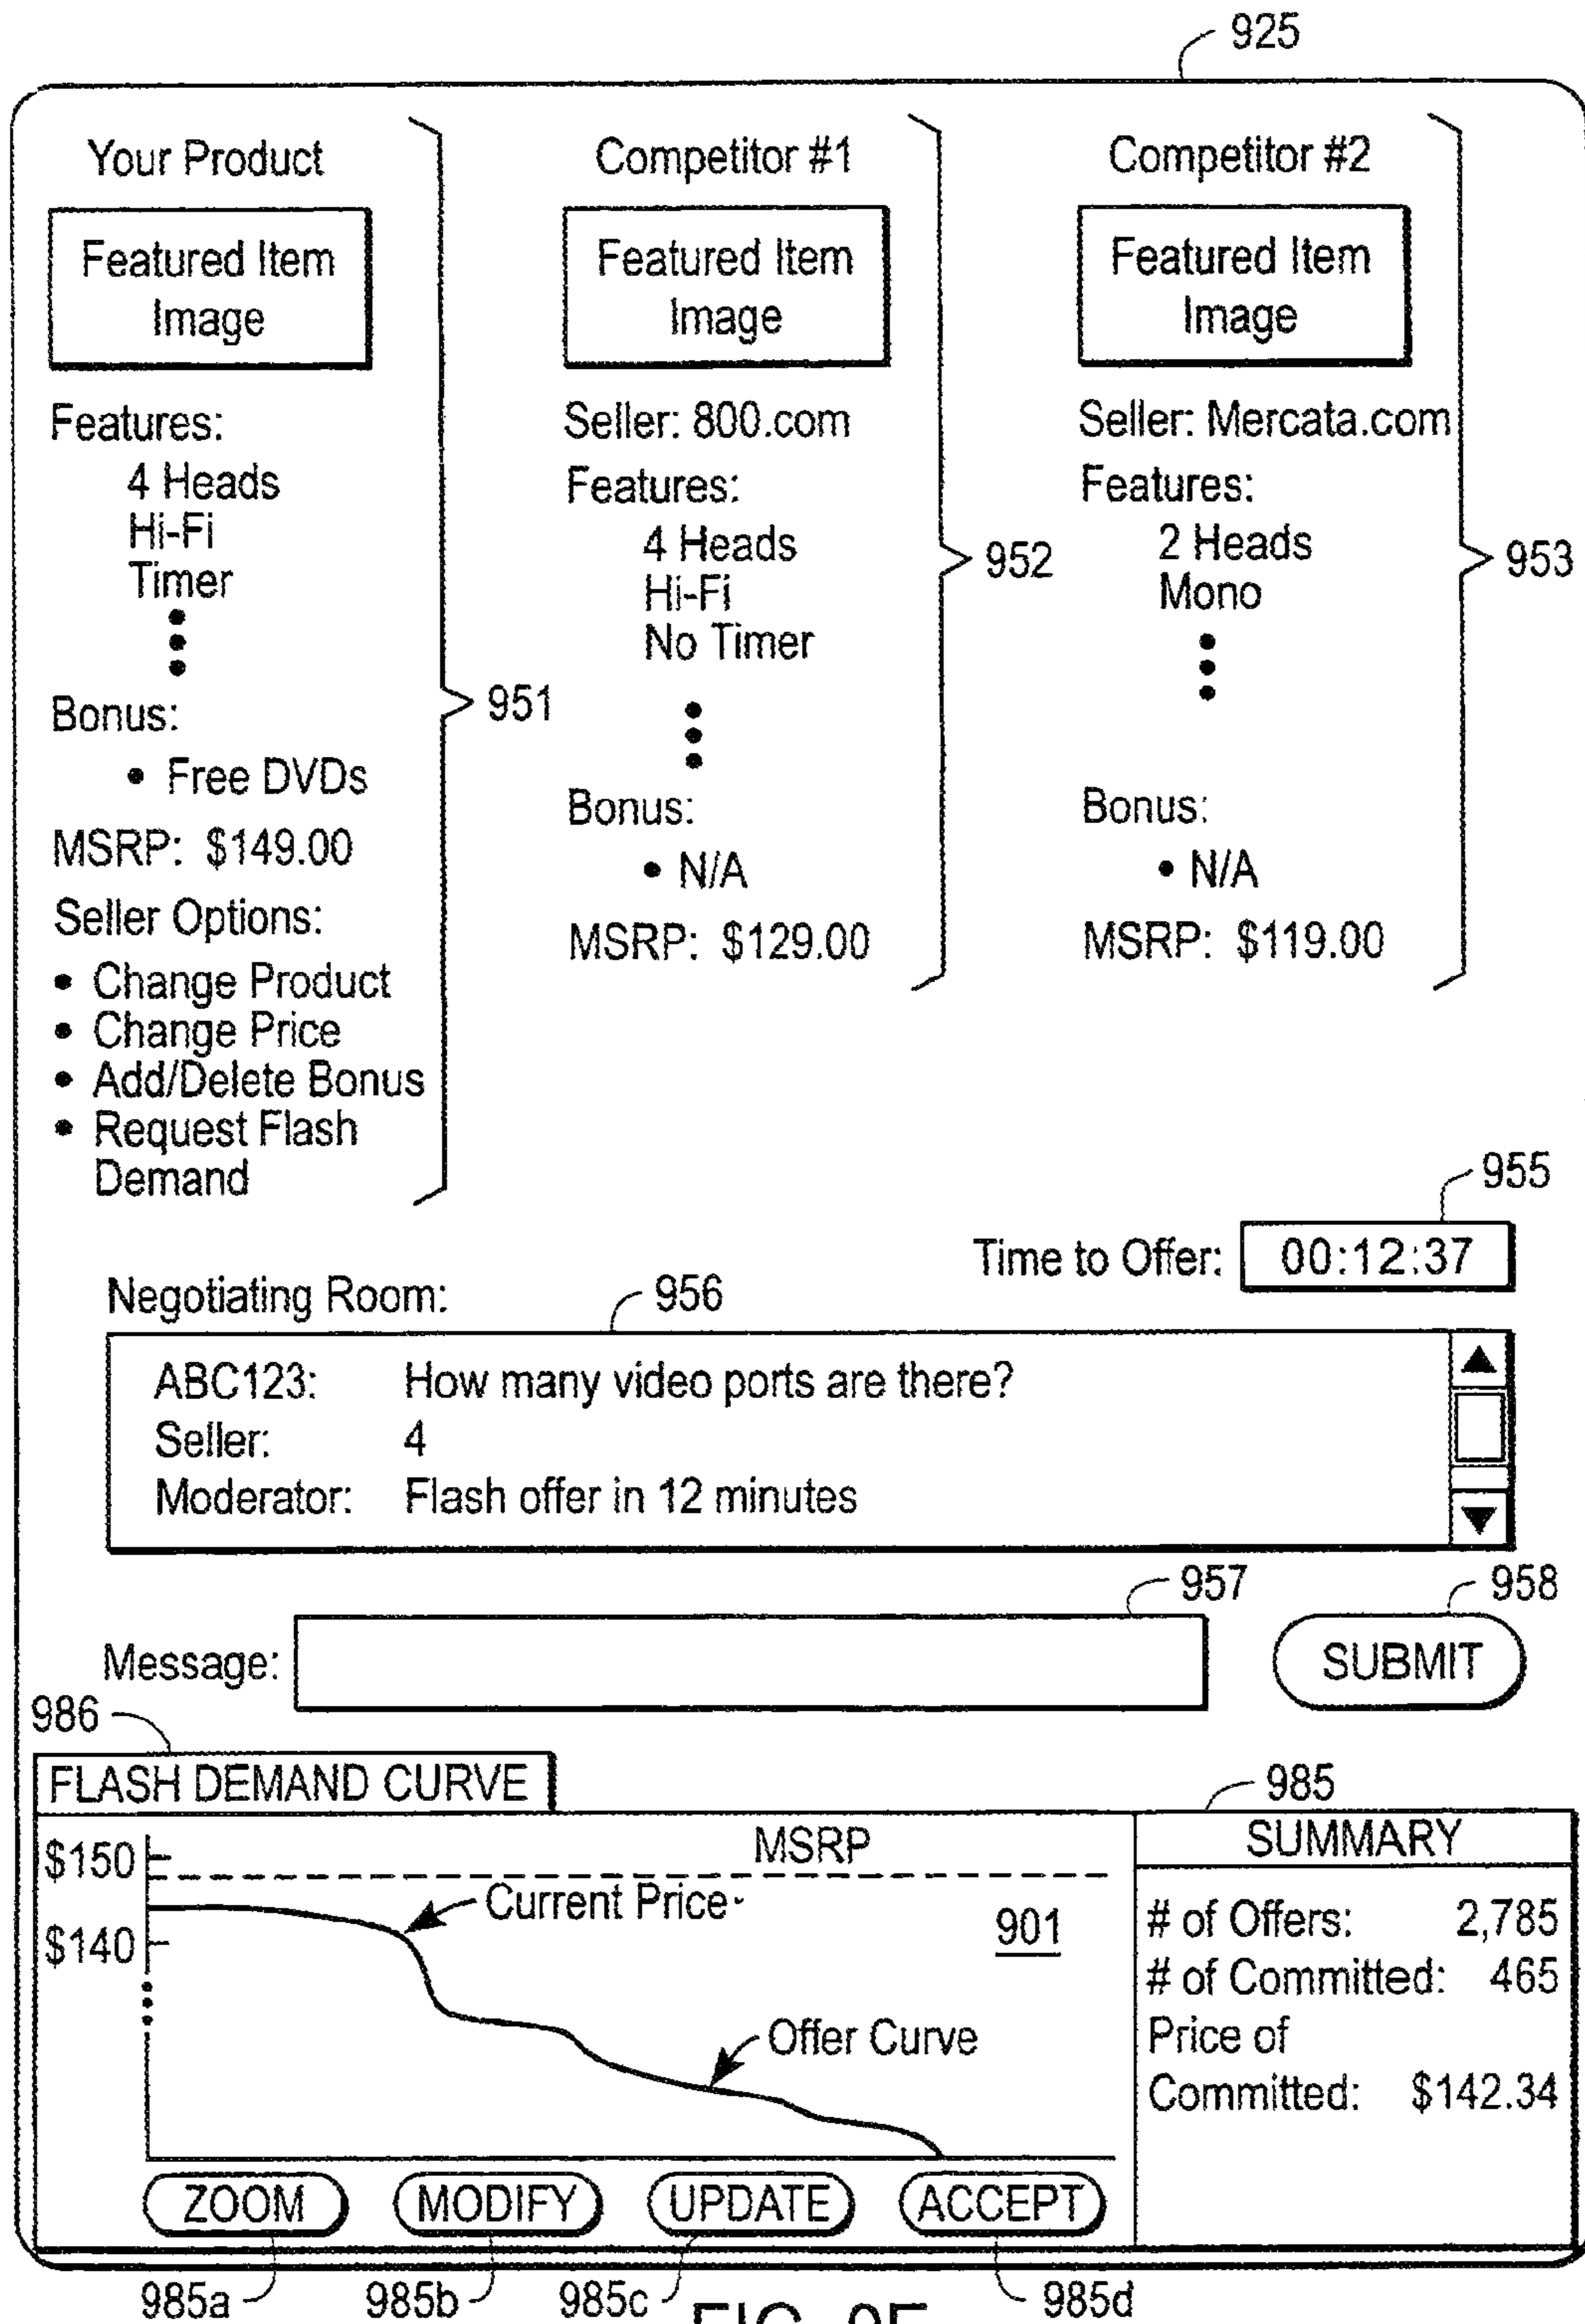 925
Your Product
Featured Item
Image
Features:
4 Heads
Hi-Fi
Timer
Bonus:
• Free DVDs
MSRP: $149.00
Seller Options:
• Change Product
• Change Price
• Add/Delete Bonus
• Request Flash
Demand
951
Competitor #1
Featured Item
Image
Seller: 800.com
Features:
4 Heads
Hi-Fi
No Timer
Bonus:
• N/A
MSRP: $129.00
952
Competitor #2
Featured Item
Image
Seller: Mercata.com
Features:
2 Heads
Mono
Bonus:
• N/A
MSRP: $119.00
953
955
Time to Offer: 00:12:37
Negotiating Room:
956
ABC123: How many video ports are there?
Seller: 4
Moderator: Flash offer in 12 minutes
957
958
Message:
SUBMIT
986
FLASH DEMAND CURVE
985
$150
MSRP
Current Price
$140
901
Offer Curve
SUMMARY
# of Offers: 2,785
# of Committed: 465
Price of
Committed: $142.34
ZOOM MODIFY UPDATE ACCEPT
985a 985b 985c 985d